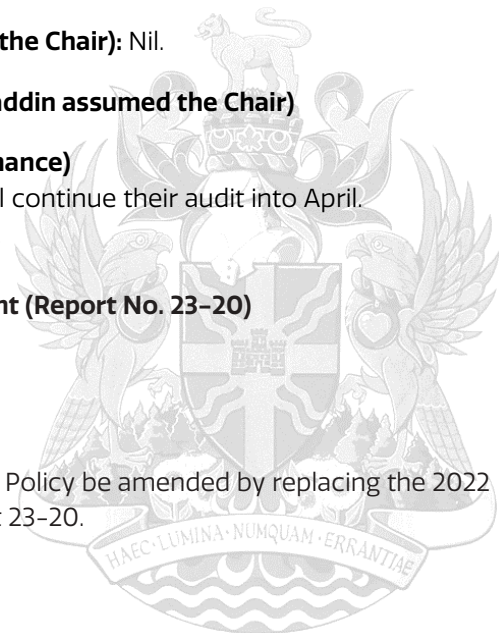 the Chair): Nil.
addin assumed the Chair)
nance)
l continue their audit into April.
nt (Report No. 23-20)
Policy be amended by replacing the 2022
t 23-20.
HAEC·LUMINA·NUMQUAM·ERRANTIAE